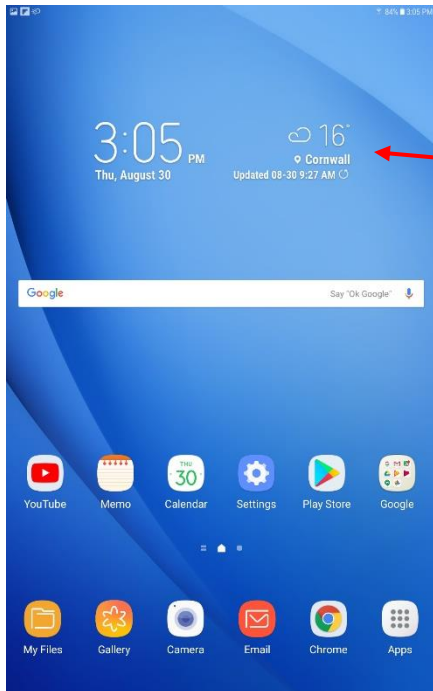 84% 3:05 PM
3:05 PM
Thu, August 30
16°
Cornwall
Updated 08-30 9:27 AM
Google
Say "Ok Google"
THU
30
YouTube
Memo
Calendar
Settings
Play Store
Google
My Files
Gallery
Camera
Email
Chrome
Apps